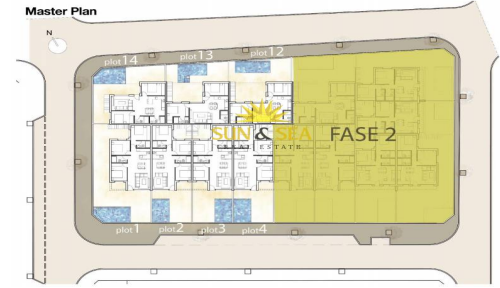 Master Plan
N
plot 14
plot 13
plot 12
SUN & SEA
REAL ESTATE
FASE 2
plot 1
plot 2
plot 3
plot 4